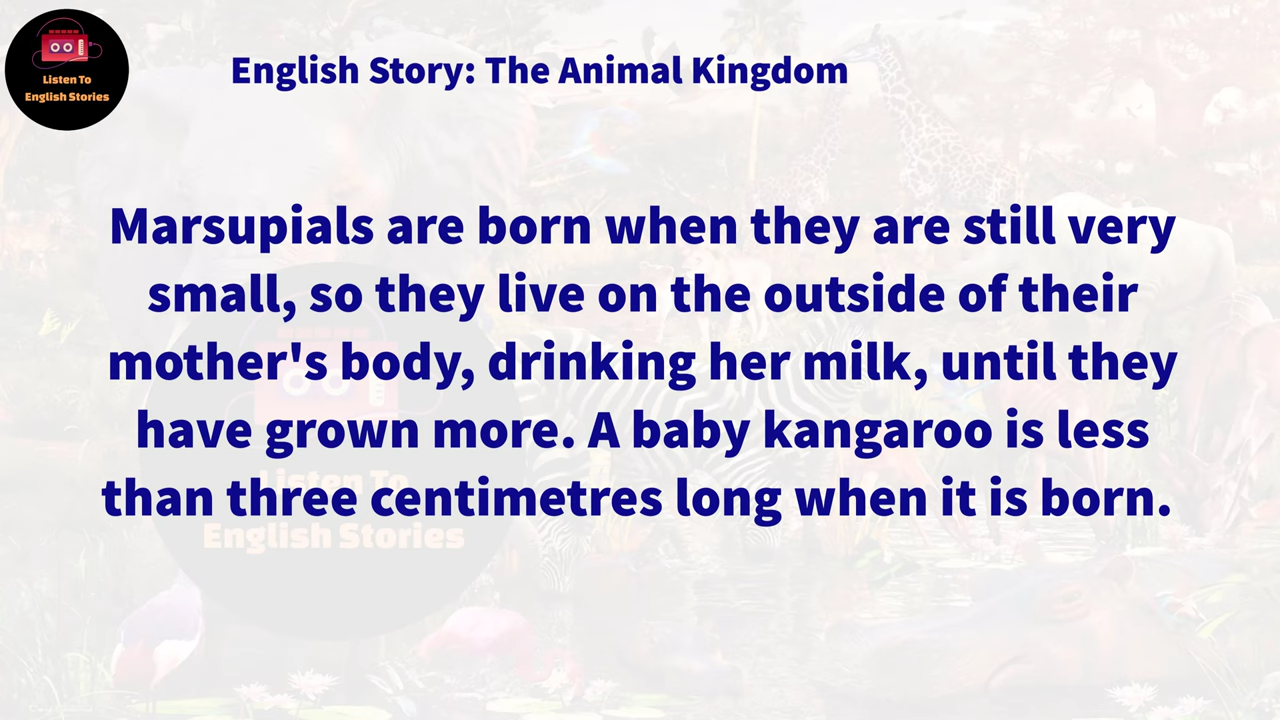 Listen To
English Stories
English Story: The Animal Kingdom
Marsupials are born when they are still very
small, so they live on the outside of their
mother's body, drinking her milk, until they
have grown more. A baby kangaroo is less
than three centimetres long when it is born.
Listen To
English Stories